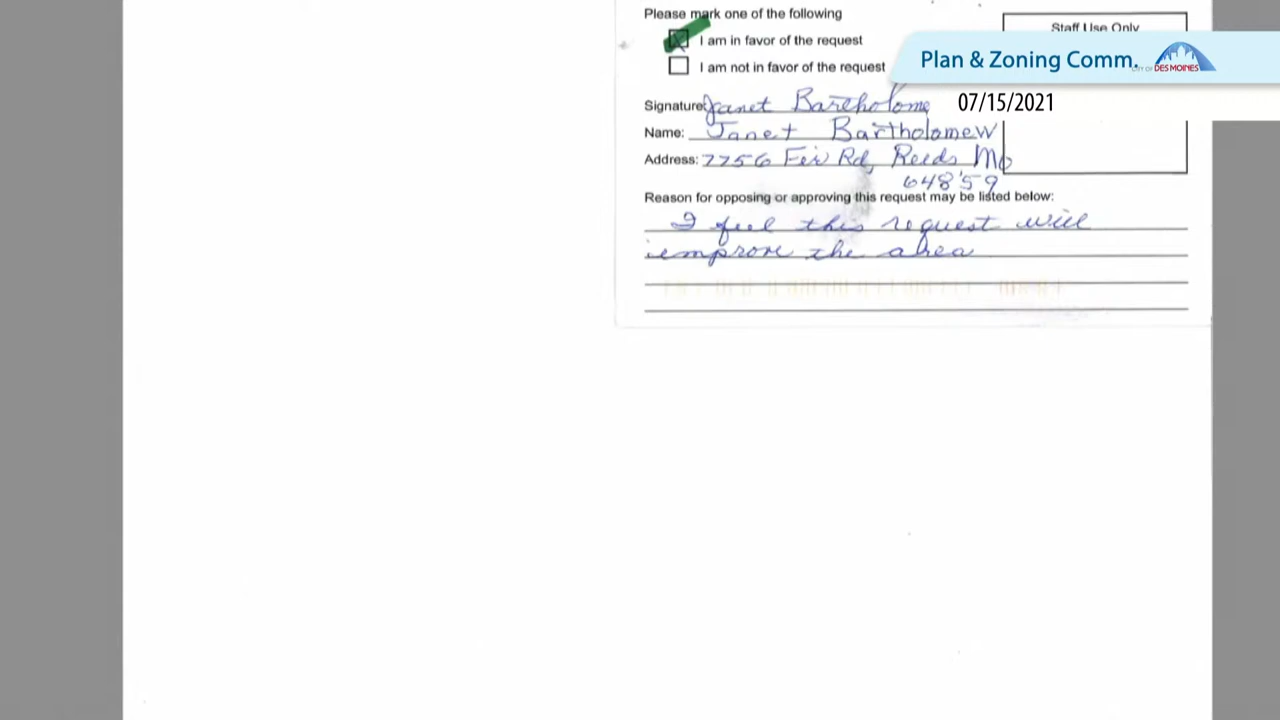 Please mark one of the following
I am in favor of the request
I am not in favor of the request
Staff Use Only
Plan & Zoning Comm.
CITY OF DES MOINES
07/15/2021
Signature: Janet Bartholome
Name: Janet Bartholomew
Address: 7756 Fir Rd, Reeds Mo
64859
Reason for opposing or approving this request may be listed below:
I feel this request will
improve the area